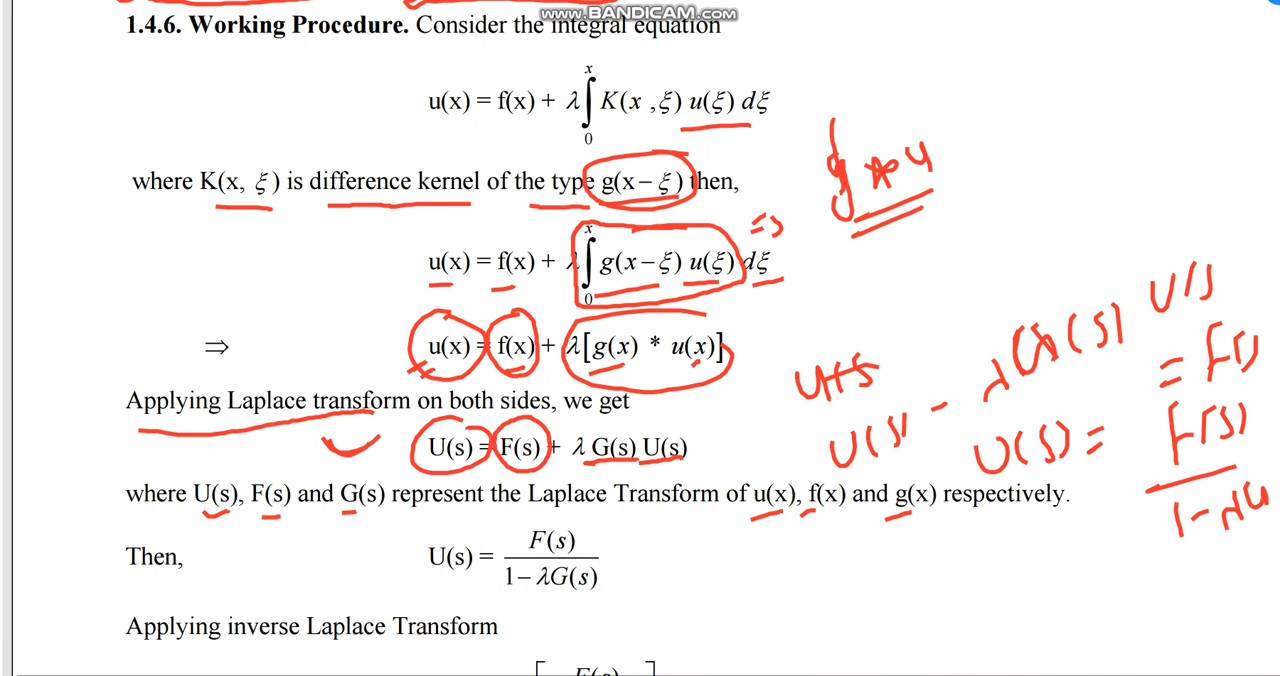 www.BANDICAM.com
1.4.6. Working Procedure. Consider the integral equation
u(x) = f(x) + λ∫₀ˣ K(x ,ξ) u(ξ) dξ
where K(x, ξ) is difference kernel of the type g(x− ξ) then,
* u
u(x) = f(x) + λ∫₀ˣ g(x−ξ) u(ξ) dξ
⇒ u(x) = f(x) + λ[g(x) * u(x)]
Applying Laplace transform on both sides, we get
U(s) = F(s) + λ G(s) U(s)
U(s) - λG(s) U(s) = F(s)
where U(s), F(s) and G(s) represent the Laplace Transform of u(x), f(x) and g(x) respectively.
U(s) = F(s) / 1-λG
Then, U(s) = F(s) / 1− λG(s)
Applying inverse Laplace Transform